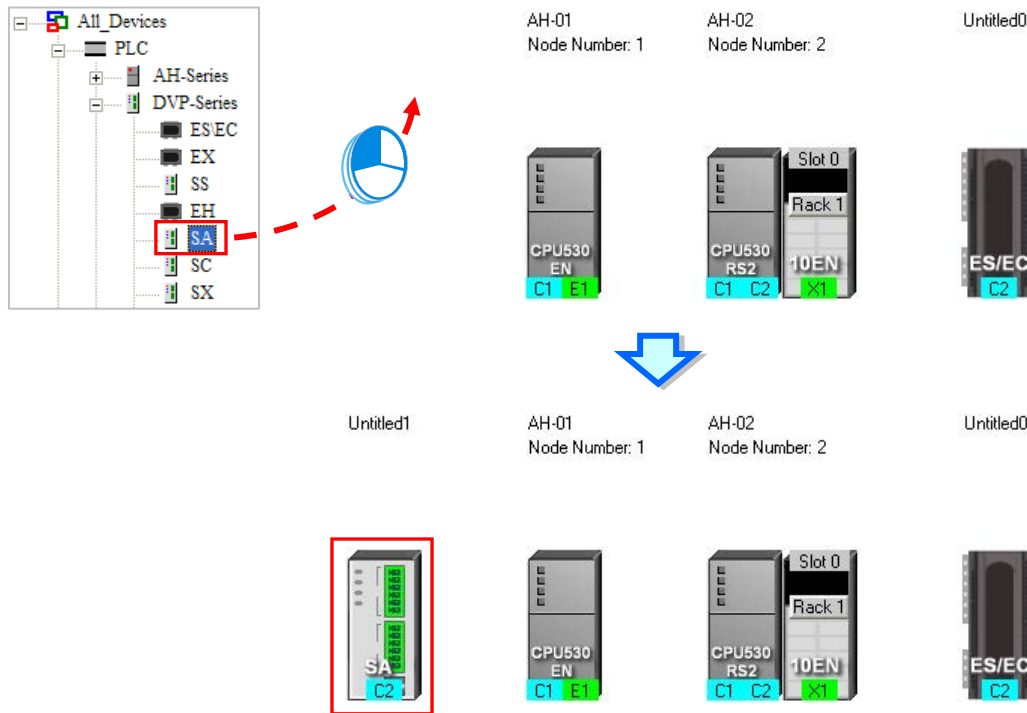 All_Devices
PLC
AH-Series
DVP-Series
ES\EC
EX
SS
EH
SA
SC
SX
AH-01
Node Number: 1
AH-02
Node Number: 2
Untitled0
CPU530
EN
C1 E1
Slot 0
Rack 1
CPU530
RS2
10EN
C1 C2
X1
ES/EC
C2
Untitled1
AH-01
Node Number: 1
AH-02
Node Number: 2
Untitled0
SA
C2
CPU530
EN
C1 E1
Slot 0
Rack 1
CPU530
RS2
10EN
C1 C2
X1
ES/EC
C2